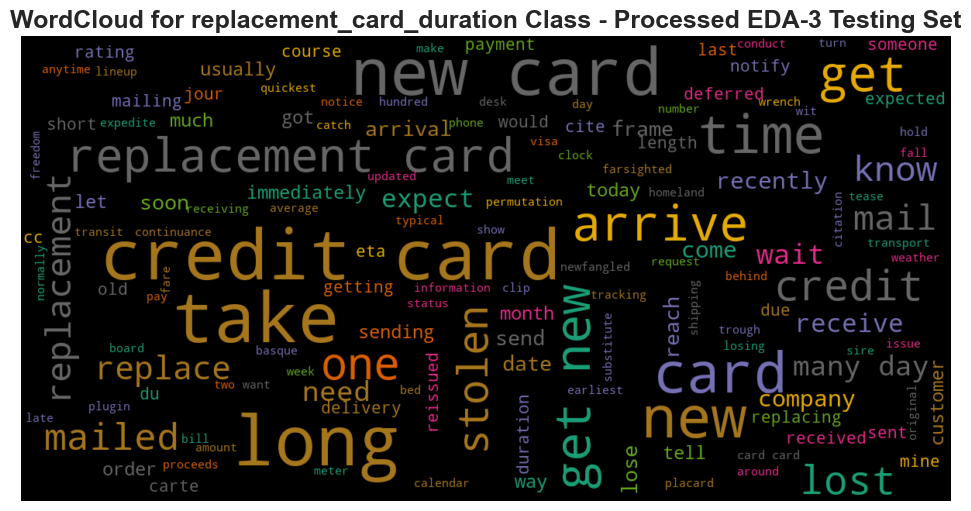 WordCloud for replacement_card_duration Class - Processed EDA-3 Testing Set
rating
course
make
payment
last
conduct
turn
someone
anytime
lineup
usually
quickest
new card
notify
get
mailing
jour
notice
hundred
desk
day
deferred
wrench
expected
short
expedite
much
got
catch
arrival
phone
would
cite
frame
number
length
time
wit
hold
freedom
replacement card
visa
clock
farsighted
fall
know
updated
meet
let
soon
receiving
immediately
average
expect
permutation
today
homeland
recently
tease
mail
cc
transit
continuance
typical
arrive
come
citation
transport
normally
replacement
credit card
eta
show
newfangled
request
wait
behind
weather
old
fare
pay
getting
information
clip
tracking
shipping
credit
status
month
due
take
sending
stolen
send
get new
substitute
reach
trough
receive
board
basque
one
date
losing
sire
issue
replace
week
earliest
card
many day
du
two
want
need
bed
reissued
company
customer
late
plugin
delivery
duration
new
replacing
original
mailed
bill
amount
long
received
sent
order
proceeds
meter
lose
tell
card card
mine
carte
calendar
way
placard
around
lost